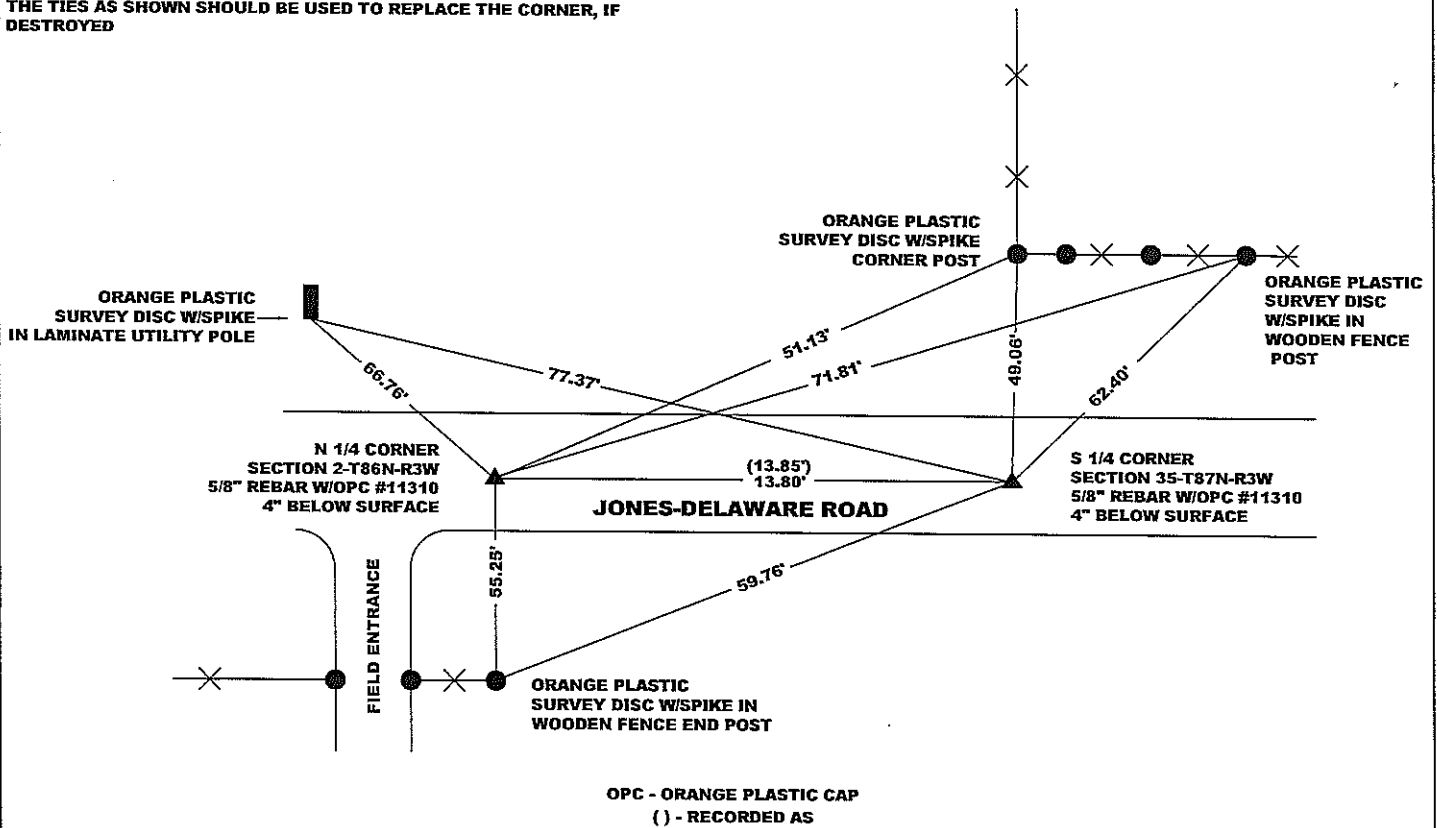 THE TIES AS SHOWN SHOULD BE USED TO REPLACE THE CORNER, IF
DESTROYED
ORANGE PLASTIC
SURVEY DISC W/SPIKE
CORNER POST
ORANGE PLASTIC
SURVEY DISC W/SPIKE
IN LAMINATE UTILITY POLE
ORANGE PLASTIC
SURVEY DISC
W/SPIKE IN
WOODEN FENCE
POST
51.13'
71.81'
49.06'
62.40'
66.76'
77.37'
N 1/4 CORNER
SECTION 2-T86N-R3W
5/8" REBAR W/OPC #11310
4" BELOW SURFACE
(13.85')
13.80'
JONES-DELAWARE ROAD
S 1/4 CORNER
SECTION 35-T87N-R3W
5/8" REBAR W/OPC #11310
4" BELOW SURFACE
55.25'
59.76'
FIELD ENTRANCE
ORANGE PLASTIC
SURVEY DISC W/SPIKE IN
WOODEN FENCE END POST
OPC - ORANGE PLASTIC CAP
( ) - RECORDED AS